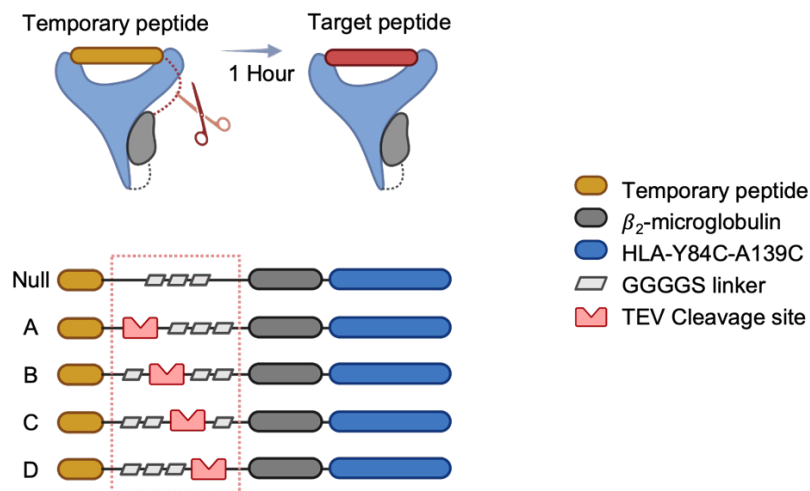 Temporary peptide
Target peptide
1 Hour
Temporary peptide
β₂-microglobulin
HLA-Y84C-A139C
GGGGS linker
TEV Cleavage site
Null
A
B
C
D